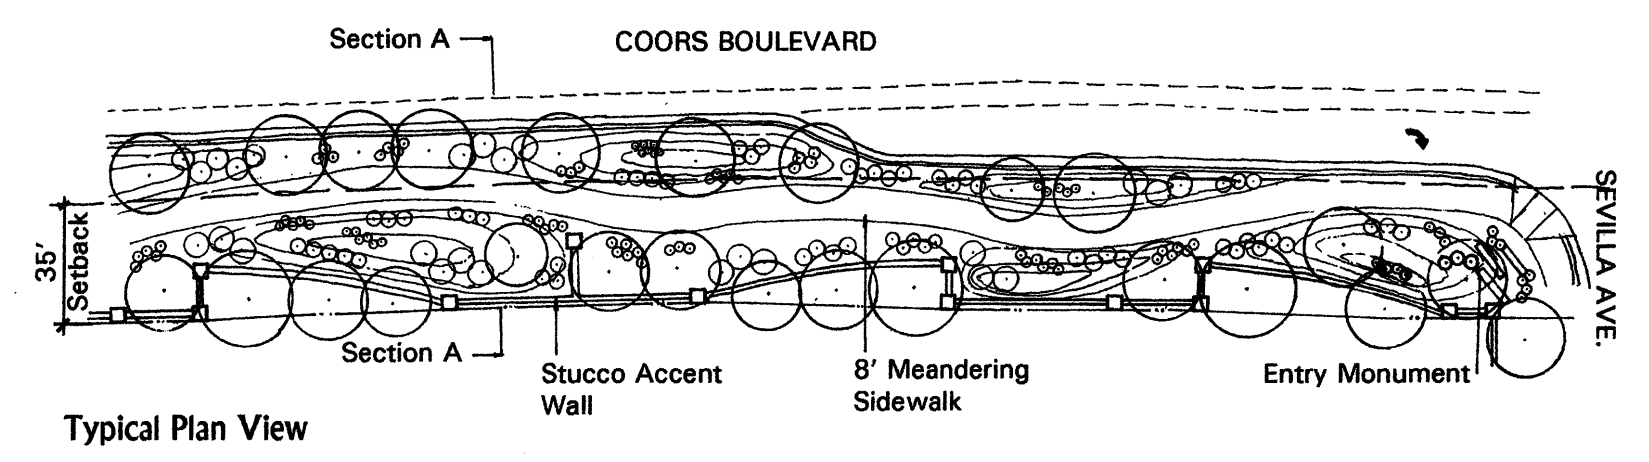 Section A
COORS BOULEVARD
35'
Setback
SEVILLA AVE.
Section A
Stucco Accent
Wall
8' Meandering
Sidewalk
Entry Monument
Typical Plan View